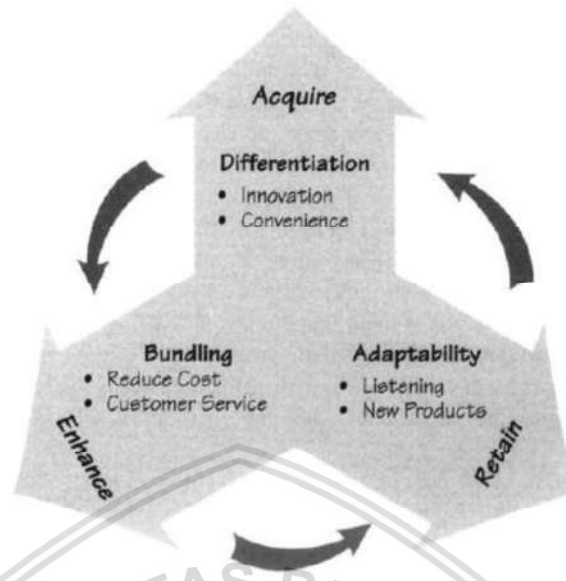 Acquire
Differentiation
• Innovation
• Convenience
Bundling
• Reduce Cost
• Customer Service
Enhance
Adaptability
• Listening
• New Products
Retain